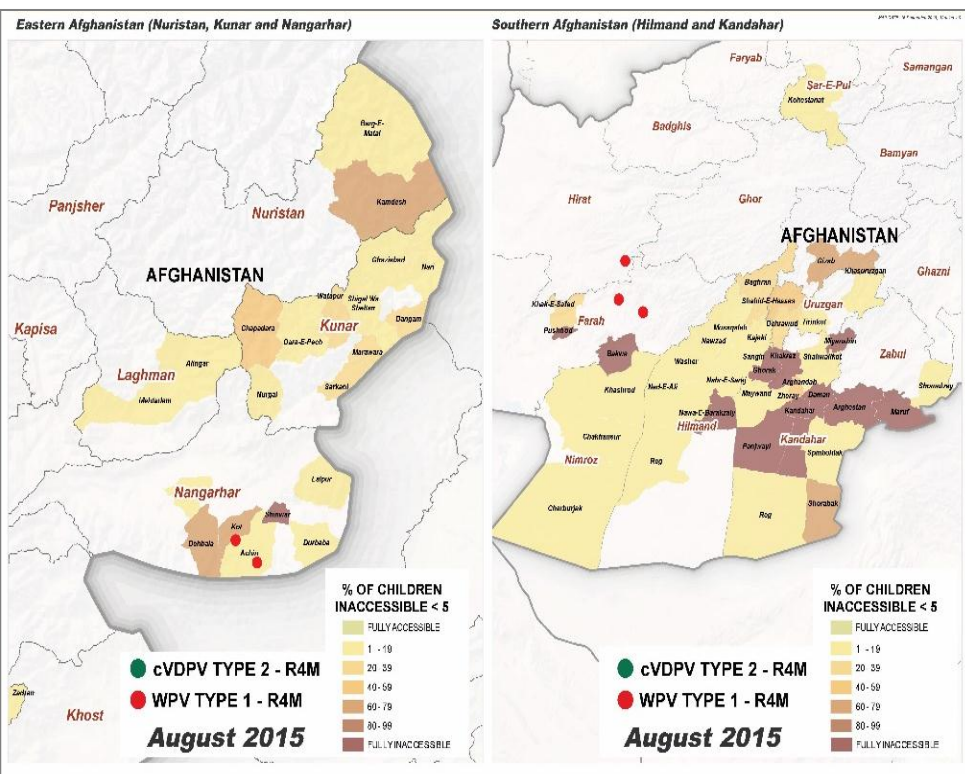 Eastern Afghanistan (Nuristan, Kunar and Nangarhar)
Barg-E-Matal
Kamdesh
Panjsher
Nuristan
Ghaziabad
Nari
AFGHANISTAN
Watapur
Shigal Wa Sheltan
Kapisa
Chapadara
Kunar
Dangam
Dara-E-Pech
Marawara
Alingar
Laghman
Sarkani
Mehtarlam
Nurgal
Lalpur
Nangarhar
Shinwar
Kot
Dehbala
Achin
Durbaba
% OF CHILDREN
INACCESSIBLE < 5
FULLY ACCESSIBLE
1 - 19
20 - 39
40 - 59
60 - 79
80 - 99
FULLY INACCESSIBLE
cVDPV TYPE 2 - R4M
WPV TYPE 1 - R4M
Khost
August 2015
Southern Afghanistan (Hilmand and Kandahar)
Faryab
Samangan
Sar-E-Pul
Kohestanat
Badghis
Bamyan
Hirat
Ghor
AFGHANISTAN
Gizab
Khasuruzgan
Ghazni
Baghran
Khak-E-Safed
Shahid-E-Hassas
Uruzgan
Farah
Pushtrod
Musaqaleh
Dehrawud
Tirinkot
Nawzad
Kajaki
Bakwa
Washer
Sangin
Khakrez
Shahwalikot
Zabul
Ghorak
Khashrod
Nad-E-Ali
Nahr-E-Saraj
Arghandab
Shomulzay
Maywand
Zheray
Daman
Nawa-E-Barakzaiy
Kandahar
Arghestan
Maruf
Hilmand
Chakhansur
Panjwayi
Kandahar
Nimroz
Reg
Spinboldak
Charburjak
Reg
Shorabak
% OF CHILDREN
INACCESSIBLE < 5
FULLY ACCESSIBLE
1 - 19
20 - 39
40 - 59
60 - 79
80 - 99
FULLY INACCESSIBLE
cVDPV TYPE 2 - R4M
WPV TYPE 1 - R4M
August 2015